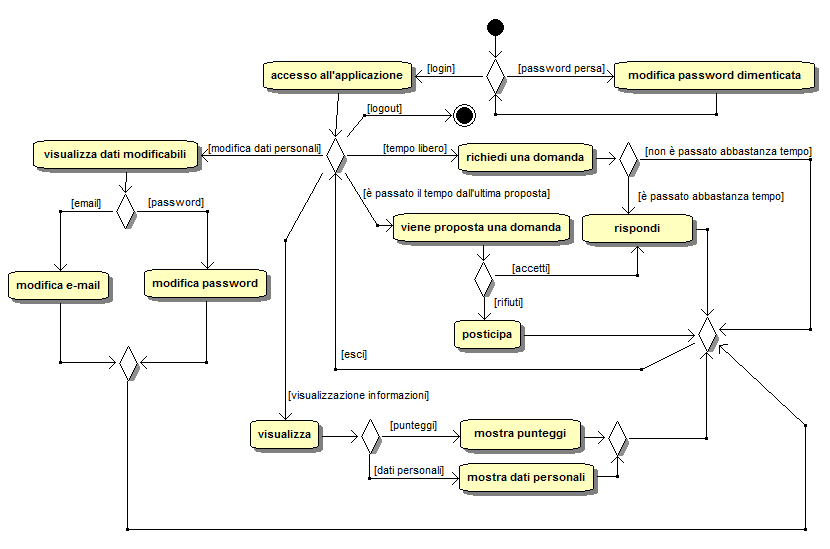 [login]
[password persa]
accesso all'applicazione
modifica password dimenticata
[logout]
[modifica dati personali]
[tempo libero]
[non è passato abbastanza tempo]
visualizza dati modificabili
richiedi una domanda
[è passato il tempo dall'ultima proposta]
[è passato abbastanza tempo]
[email]
[password]
viene proposta una domanda
rispondi
[accetti]
modifica e-mail
modifica password
[rifiuti]
posticipa
[esci]
[visualizzazione informazioni]
visualizza
[punteggi]
mostra punteggi
[dati personali]
mostra dati personali